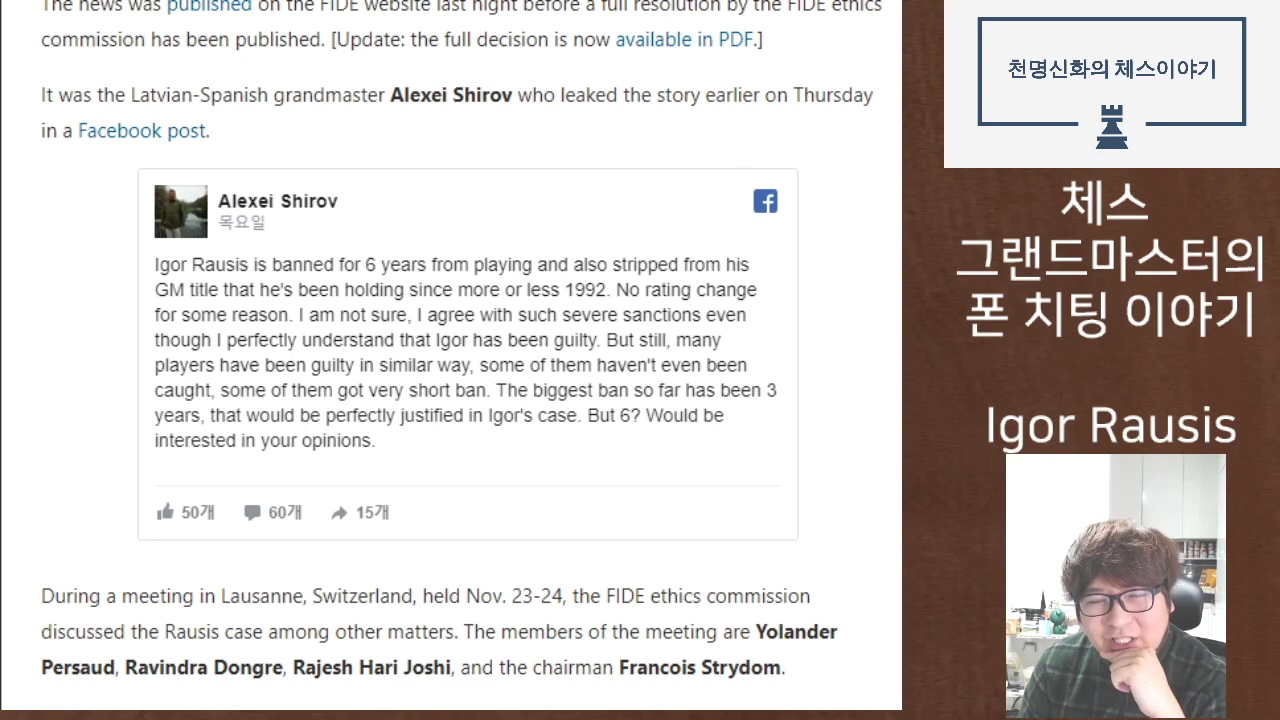 The news was published on the FIDE website last night before a full resolution by the FIDE ethics
commission has been published. [Update: the full decision is now available in PDF.]
It was the Latvian-Spanish grandmaster Alexei Shirov who leaked the story earlier on Thursday
in a Facebook post.
Alexei Shirov
목요일
Igor Rausis is banned for 6 years from playing and also stripped from his
GM title that he's been holding since more or less 1992. No rating change
for some reason. I am not sure, I agree with such severe sanctions even
though I perfectly understand that Igor has been guilty. But still, many
players have been guilty in similar way, some of them haven't even been
caught, some of them got very short ban. The biggest ban so far has been 3
years, that would be perfectly justified in Igor's case. But 6? Would be
interested in your opinions.
50개 60개 15개
During a meeting in Lausanne, Switzerland, held Nov. 23-24, the FIDE ethics commission
discussed the Rausis case among other matters. The members of the meeting are Yolander
Persaud, Ravindra Dongre, Rajesh Hari Joshi, and the chairman Francois Strydom.
천명신화의 체스이야기
체스
그랜드마스터의
폰 치팅 이야기
Igor Rausis